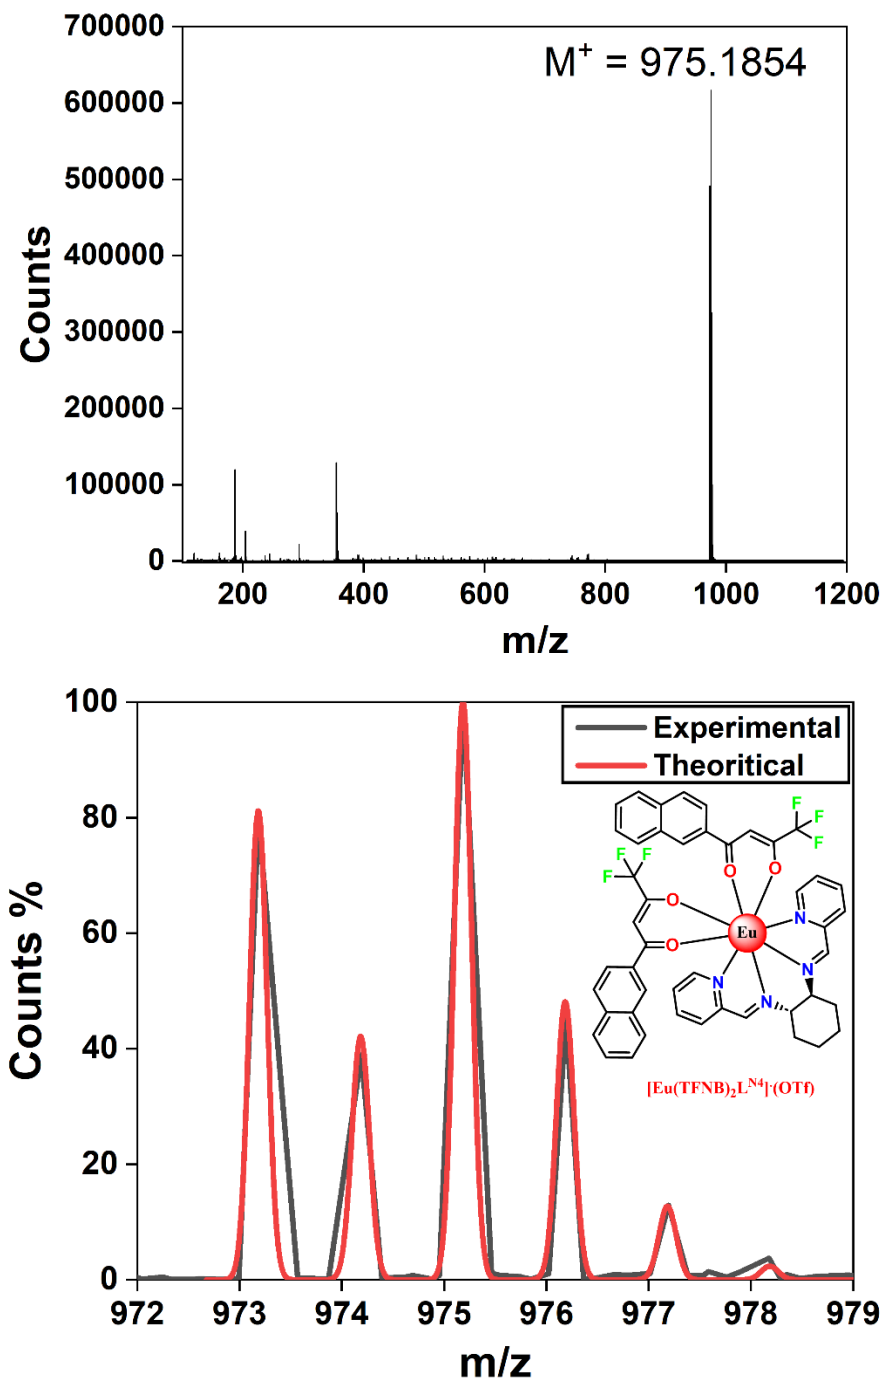 M⁺ = 975.1854
700000
600000
500000
400000
300000
200000
100000
0
Counts
200
400
600
800
1000
1200
m/z
100
80
60
40
20
0
Counts %
Experimental
Theoritical
F
F
F
F
F
F
O
O
O
O
Eu
N
N
N
N
[Eu(TFNB)₂Lᴺ⁴]·(OTf)
972
973
974
975
976
977
978
979
m/z